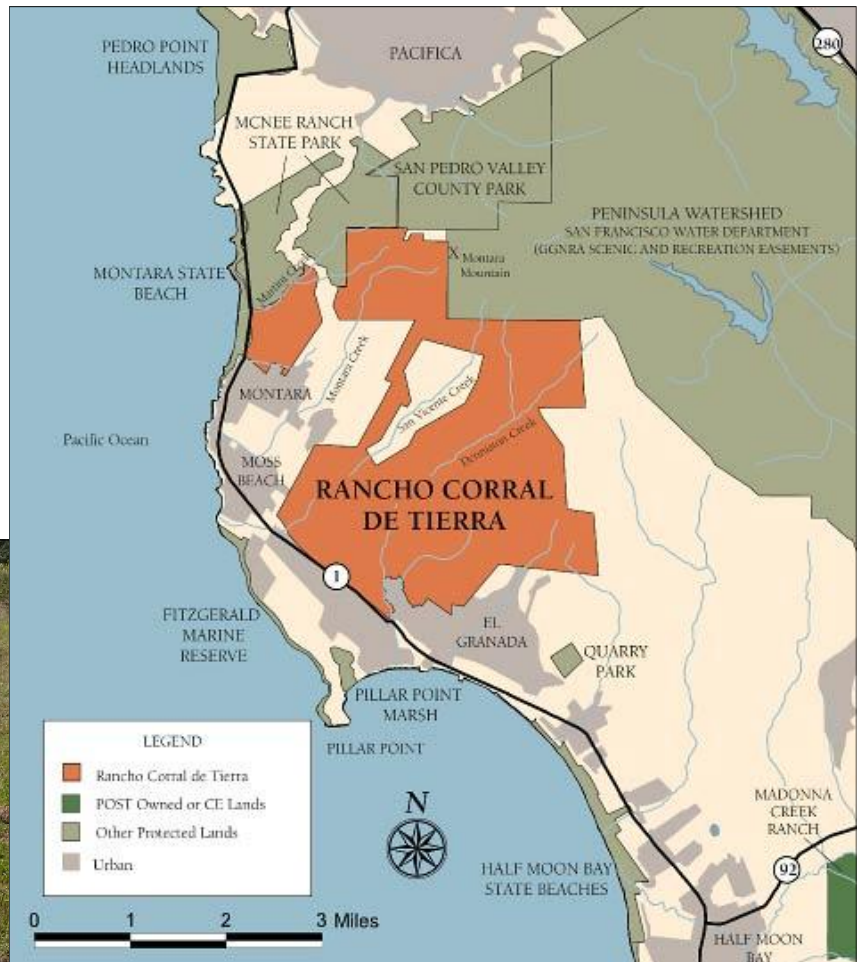 PEDRO POINT
HEADLANDS
PACIFICA
280
MCNEE RANCH
STATE PARK
SAN PEDRO VALLEY
COUNTY PARK
PENINSULA WATERSHED
SAN FRANCISCO WATER DEPARTMENT
(GGNRA SCENIC AND RECREATION EASEMENTS)
X Montara
Mountain
MONTARA STATE
BEACH
Martini Creek
MONTARA
Montara Creek
San Vicente Creek
Denniston Creek
Pacific Ocean
MOSS
BEACH
RANCHO CORRAL
DE TIERRA
1
FITZGERALD
MARINE
RESERVE
EL
GRANADA
QUARRY
PARK
PILLAR POINT
MARSH
PILLAR POINT
LEGEND
Rancho Corral de Tierra
POST Owned or CE Lands
Other Protected Lands
Urban
N
MADONNA
CREEK
RANCH
HALF MOON BAY
STATE BEACHES
92
HALF MOON
BAY
0 1 2 3 Miles